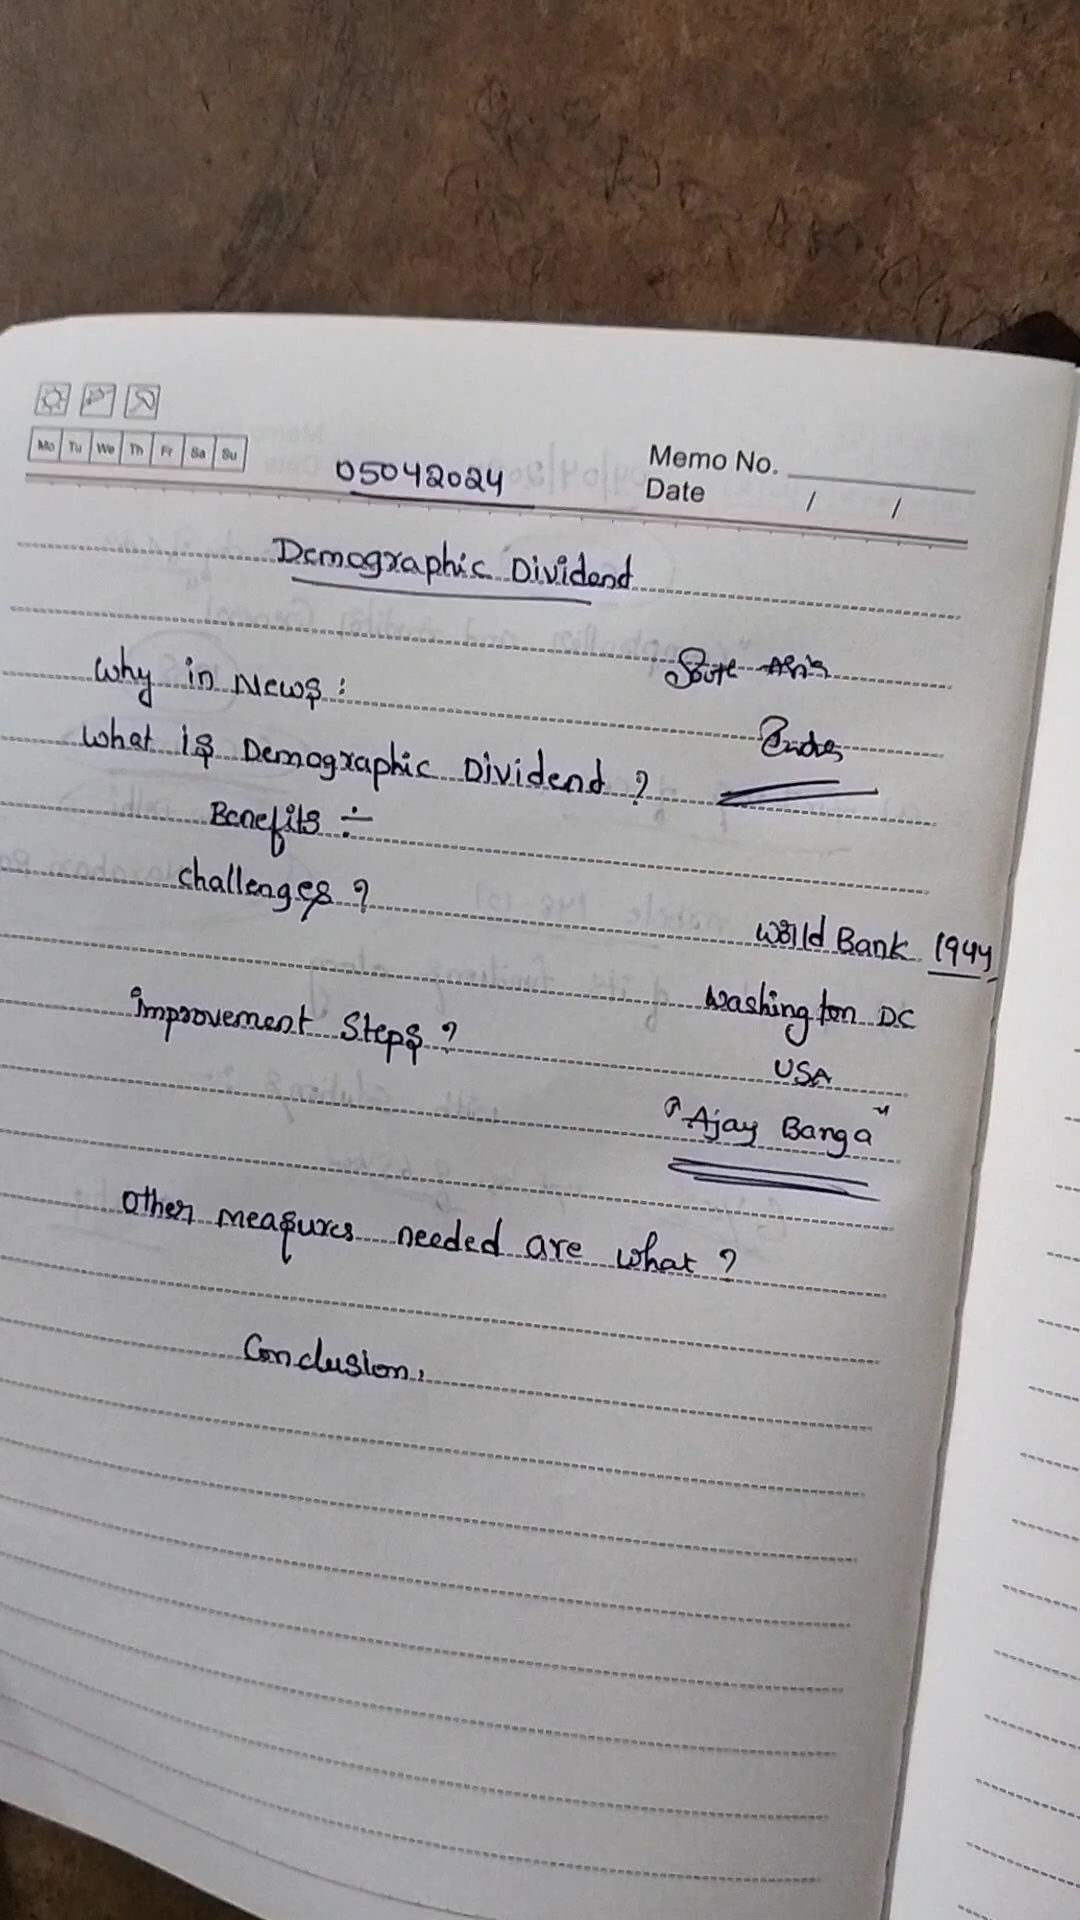 Mo Tu We Th Fr Sa Su
Memo No.
05042024
Date / /
Demographic Dividend
South Asia
Why in News:
What is Demographic Dividend ?
Benefits ÷
challenges ?
World Bank 1944
Washington DC
Improvement Steps ?
USA
"Ajay Banga"
Other measures needed are what ?
Conclusion.